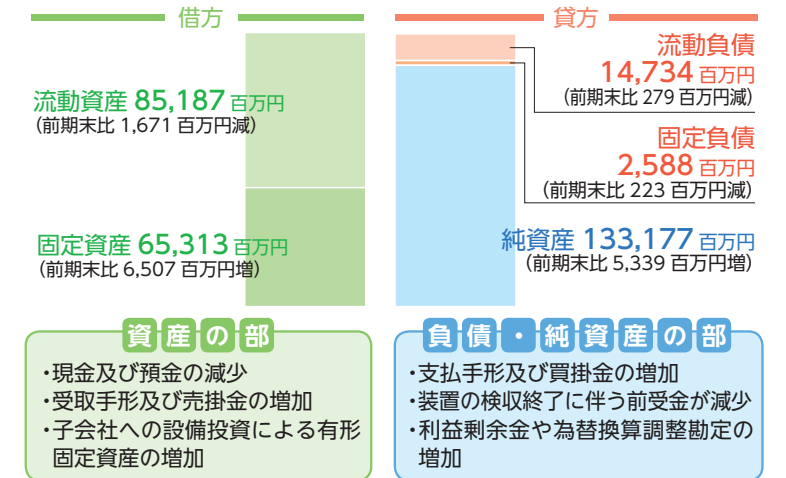 借方
流動資産 85,187 百万円
(前期末比 1,671 百万円減)
固定資産 65,313 百万円
(前期末比 6,507 百万円増)
貸方
流動負債
14,734 百万円
(前期末比 279 百万円減)
固定負債
2,588 百万円
(前期末比 223 百万円減)
純資産 133,177 百万円
(前期末比 5,339 百万円増)
資産の部
・現金及び預金の減少
・受取手形及び売掛金の増加
・子会社への設備投資による有形
固定資産の増加
負債・純資産の部
・支払手形及び買掛金の増加
・装置の検収終了に伴う前受金が減少
・利益剰余金や為替換算調整勘定の
増加